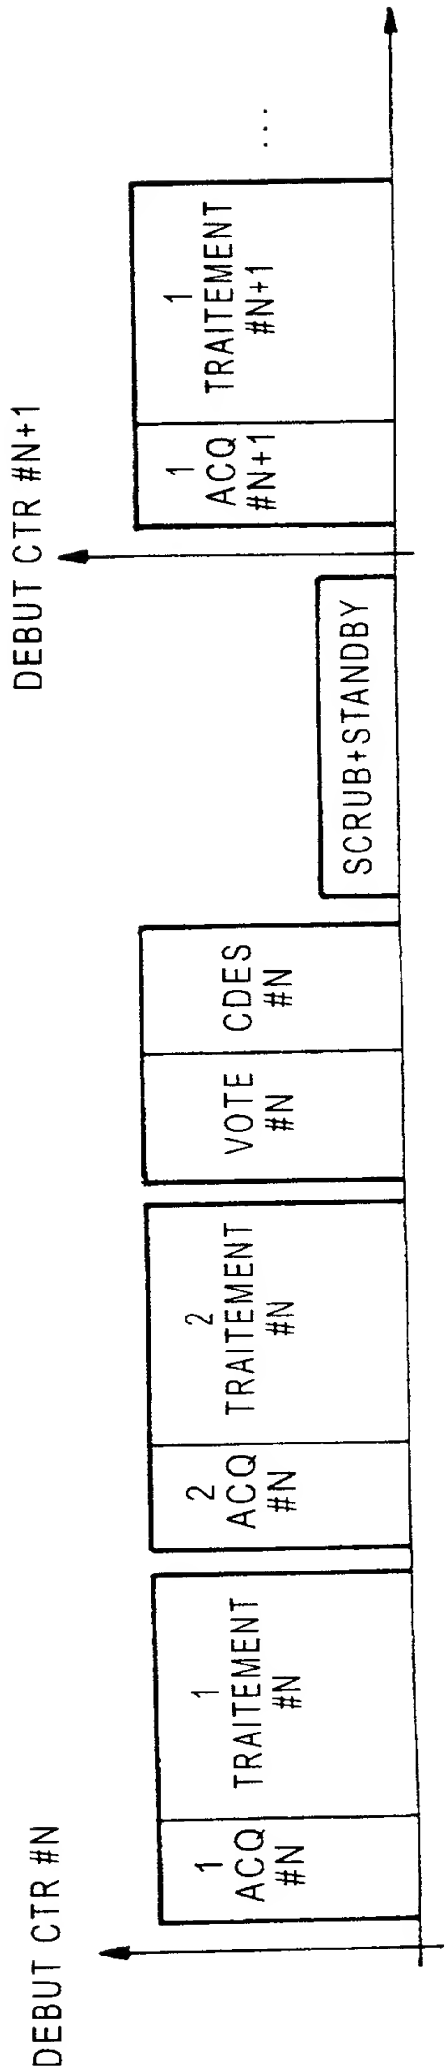 DEBUT CTR #N
1
ACQ
#N
1
TRAITEMENT
#N
2
ACQ
#N
2
TRAITEMENT
#N
VOTE
#N
CDES
#N
SCRUB+STANDBY
DEBUT CTR #N+1
1
ACQ
#N+1
1
TRAITEMENT
#N+1
...